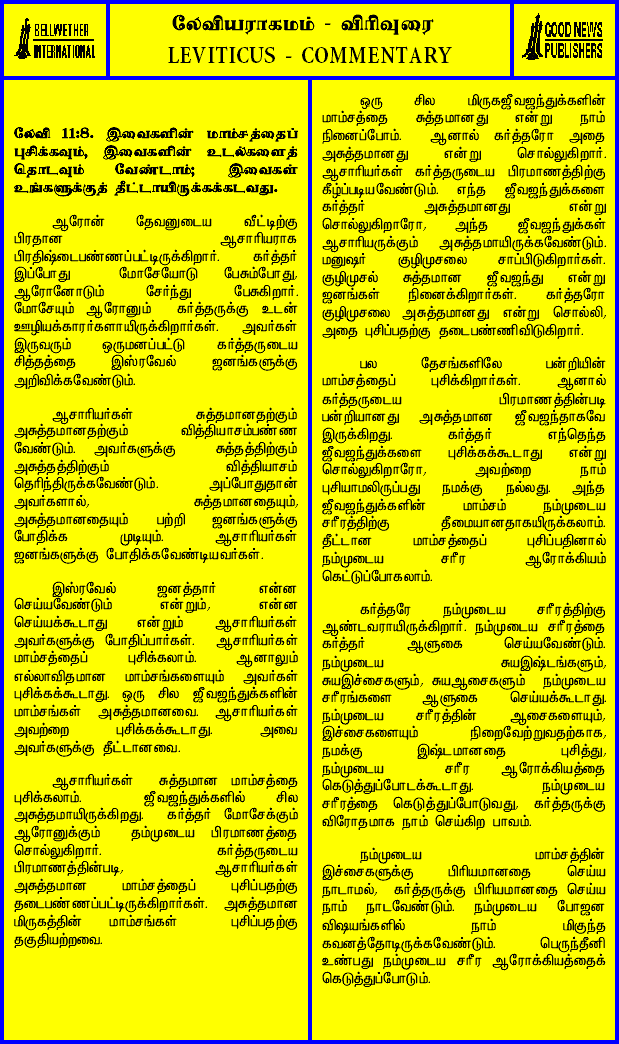 BELLWETHER
INTERNATIONAL
லேவியராகமம் - விரிவுரை
LEVITICUS - COMMENTARY
GOOD NEWS
PUBLISHERS
லேவி 11:8. இவைகளின் மாம்சத்தைப்
புசிக்கவும், இவைகளின் உடல்களைத்
தொடவும் வேண்டாம்; இவைகள்
உங்களுக்குத் தீட்டாயிருக்கக்கடவது.
ஆரோன் தேவனுடைய வீட்டிற்கு
பிரதான ஆசாரியராக
பிரதிஷ்டைபண்ணப்பட்டிருக்கிறார். கர்த்தர்
இப்போது மோசேயோடு பேசும்போது,
ஆரோனோடும் சேர்ந்து பேசுகிறார்.
மோசேயும் ஆரோனும் கர்த்தருக்கு உடன்
ஊழியக்காரர்களாயிருக்கிறார்கள். அவர்கள்
இருவரும் ஒருமனப்பட்டு கர்த்தருடைய
சித்தத்தை இஸ்ரவேல் ஜனங்களுக்கு
அறிவிக்கவேண்டும்.
ஆசாரியர்கள் சுத்தமானதற்கும்
அசுத்தமானதற்கும் வித்தியாசம்பண்ண
வேண்டும். அவர்களுக்கு சுத்தத்திற்கும்
அசுத்தத்திற்கும் வித்தியாசம்
தெரிந்திருக்கவேண்டும். அப்போதுதான்
அவர்களால், சுத்தமானதையும்,
அசுத்தமானதையும் பற்றி ஜனங்களுக்கு
போதிக்க முடியும். ஆசாரியர்கள்
ஜனங்களுக்கு போதிக்கவேண்டியவர்கள்.
இஸ்ரவேல் ஜனத்தார் என்ன
செய்யவேண்டும் என்றும், என்ன
செய்யக்கூடாது என்றும் ஆசாரியர்கள்
அவர்களுக்கு போதிப்பார்கள். ஆசாரியர்கள்
மாம்சத்தைப் புசிக்கலாம். ஆனாலும்
எல்லாவிதமான மாம்சங்களையும் அவர்கள்
புசிக்கக்கூடாது. ஒரு சில ஜீவஜந்துக்களின்
மாம்சங்கள் அசுத்தமானவை. ஆசாரியர்கள்
அவற்றை புசிக்கக்கூடாது. அவை
அவர்களுக்கு தீட்டானவை.
ஆசாரியர்கள் சுத்தமான மாம்சத்தை
புசிக்கலாம். ஜீவஜந்துக்களில் சில
அசுத்தமாயிருக்கிறது. கர்த்தர் மோசேக்கும்
ஆரோனுக்கும் தம்முடைய பிரமாணத்தை
சொல்லுகிறார். கர்த்தருடைய
பிரமாணத்தின்படி, ஆசாரியர்கள்
அசுத்தமான மாம்சத்தைப் புசிப்பதற்கு
தடைபண்ணப்பட்டிருக்கிறார்கள். அசுத்தமான
மிருகத்தின் மாம்சங்கள் புசிப்பதற்கு
தகுதியற்றவை.
ஒரு சில மிருகஜீவஜந்துக்களின்
மாம்சத்தை சுத்தமானது என்று நாம்
நினைப்போம். ஆனால் கர்த்தரோ அதை
அசுத்தமானது என்று சொல்லுகிறார்.
ஆசாரியர்கள் கர்த்தருடைய பிரமாணத்திற்கு
கீழ்ப்படியவேண்டும். எந்த ஜீவஜந்துக்களை
கர்த்தர் அசுத்தமானது என்று
சொல்லுகிறாரோ, அந்த ஜீவஜந்துக்கள்
ஆசாரியருக்கும் அசுத்தமாயிருக்கவேண்டும்.
மனுஷர் குழிமுசலை சாப்பிடுகிறார்கள்.
குழிமுசல் சுத்தமான ஜீவஜந்து என்று
ஜனங்கள் நினைக்கிறார்கள். கர்த்தரோ
குழிமுசலை அசுத்தமானது என்று சொல்லி,
அதை புசிப்பதற்கு தடைபண்ணிவிடுகிறார்.
பல தேசங்களிலே பன்றியின்
மாம்சத்தைப் புசிக்கிறார்கள். ஆனால்
கர்த்தருடைய பிரமாணத்தின்படி
பன்றியானது அசுத்தமான ஜீவஜந்தாகவே
இருக்கிறது. கர்த்தர் எந்தெந்த
ஜீவஜந்துக்களை புசிக்கக்கூடாது என்று
சொல்லுகிறாரோ, அவற்றை நாம்
புசியாமலிருப்பது நமக்கு நல்லது. அந்த
ஜீவஜந்துக்களின் மாம்சம் நம்முடைய
சரீரத்திற்கு தீமையானதாகயிருக்கலாம்.
தீட்டான மாம்சத்தைப் புசிப்பதினால்
நம்முடைய சரீர ஆரோக்கியம்
கெட்டுப்போகலாம்.
கர்த்தரே நம்முடைய சரீரத்திற்கு
ஆண்டவராயிருக்கிறார். நம்முடைய சரீரத்தை
கர்த்தர் ஆளுகை செய்யவேண்டும்.
நம்முடைய சுயஇஷ்டங்களும்,
சுயஇச்சைகளும், சுயஆசைகளும் நம்முடைய
சரீரங்களை ஆளுகை செய்யக்கூடாது.
நம்முடைய சரீரத்தின் ஆசைகளையும்,
இச்சைகளையும் நிறைவேற்றுவதற்காக,
நமக்கு இஷ்டமானதை புசித்து,
நம்முடைய சரீர ஆரோக்கியத்தை
கெடுத்துப்போடக்கூடாது. நம்முடைய
சரீரத்தை கெடுத்துப்போடுவது, கர்த்தருக்கு
விரோதமாக நாம் செய்கிற பாவம்.
நம்முடைய மாம்சத்தின்
இச்சைகளுக்கு பிரியமானதை செய்ய
நாடாமல், கர்த்தருக்கு பிரியமானதை செய்ய
நாம் நாடவேண்டும். நம்முடைய போஜன
விஷயங்களில் நாம் மிகுந்த
கவனத்தோடிருக்கவேண்டும். பெருந்தீனி
உண்பது நம்முடைய சரீர ஆரோக்கியத்தைக்
கெடுத்துப்போடும்.